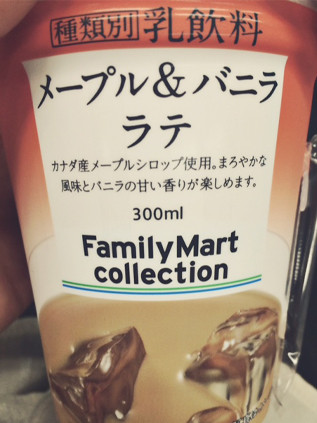 種類別 乳飲料
メープル&バニラ
ラテ
カナダ産メープルシロップ使用。まろやかな
風味とバニラの甘い香りが楽しめます。
300ml
FamilyMart
collection